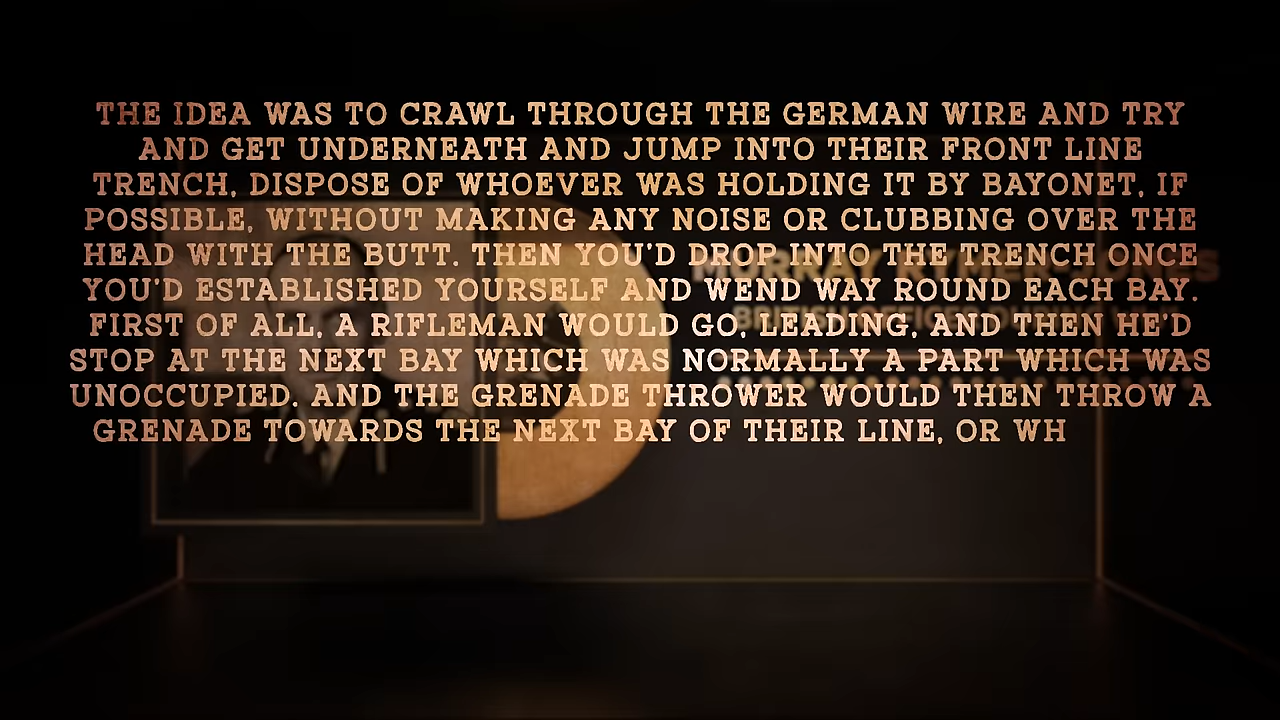 THE IDEA WAS TO CRAWL THROUGH THE GERMAN WIRE AND TRY
AND GET UNDERNEATH AND JUMP INTO THEIR FRONT LINE
TRENCH, DISPOSE OF WHOEVER WAS HOLDING IT BY BAYONET, IF
POSSIBLE, WITHOUT MAKING ANY NOISE OR CLUBBING OVER THE
HEAD WITH THE BUTT. THEN YOU'D DROP INTO THE TRENCH ONCE
YOU'D ESTABLISHED YOURSELF AND WEND WAY ROUND EACH BAY.
FIRST OF ALL, A RIFLEMAN WOULD GO, LEADING, AND THEN HE'D
STOP AT THE NEXT BAY WHICH WAS NORMALLY A PART WHICH WAS
UNOCCUPIED. AND THE GRENADE THROWER WOULD THEN THROW A
GRENADE TOWARDS THE NEXT BAY OF THEIR LINE, OR WH
MURRAY RYMER-JONES